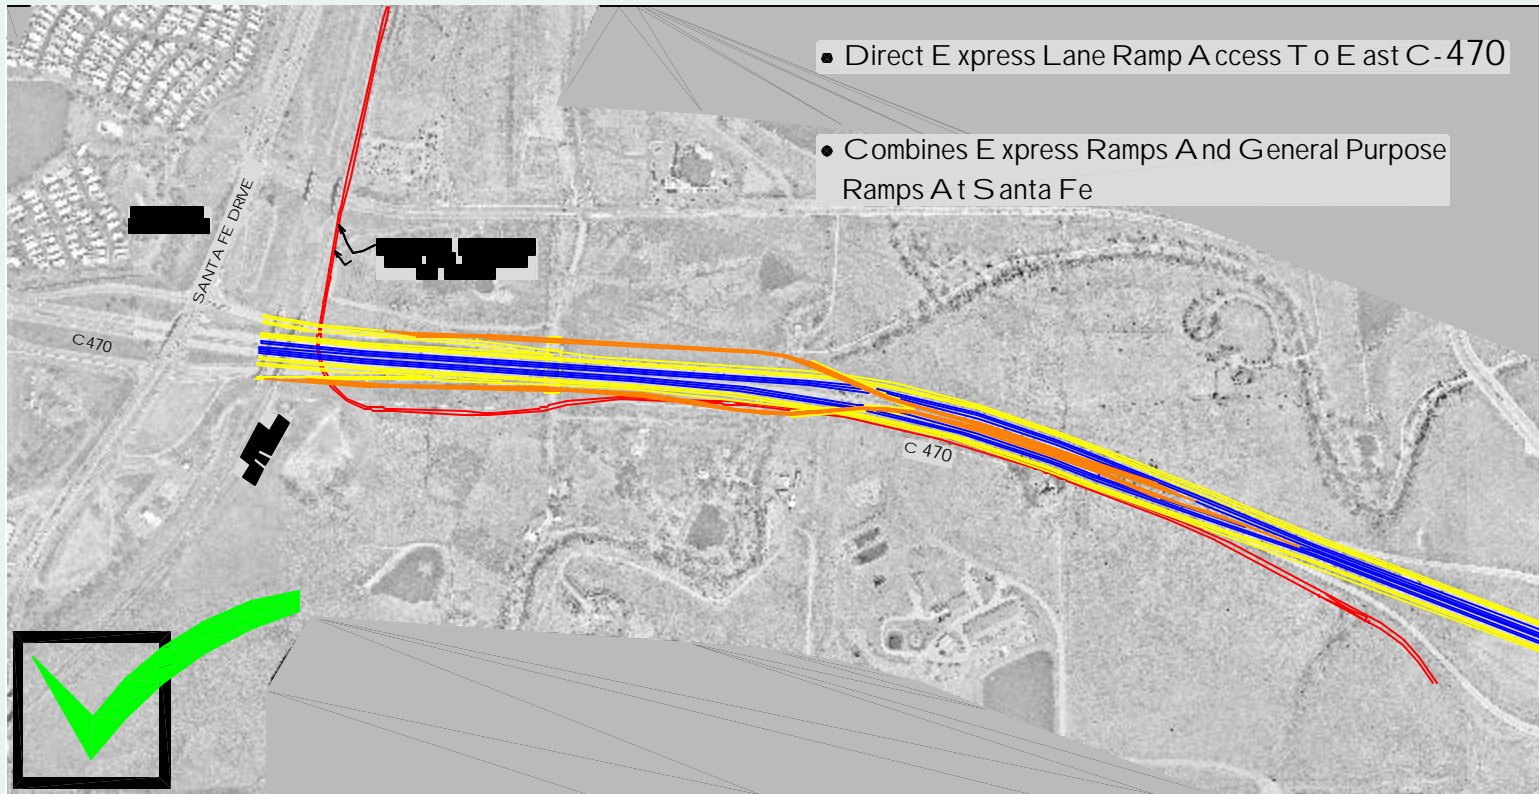 Direct Express Lane Ramp Access To East C-470
Combines Express Ramps And General Purpose
Ramps At Santa Fe
SANTA FE DRIVE
C 470
C 470